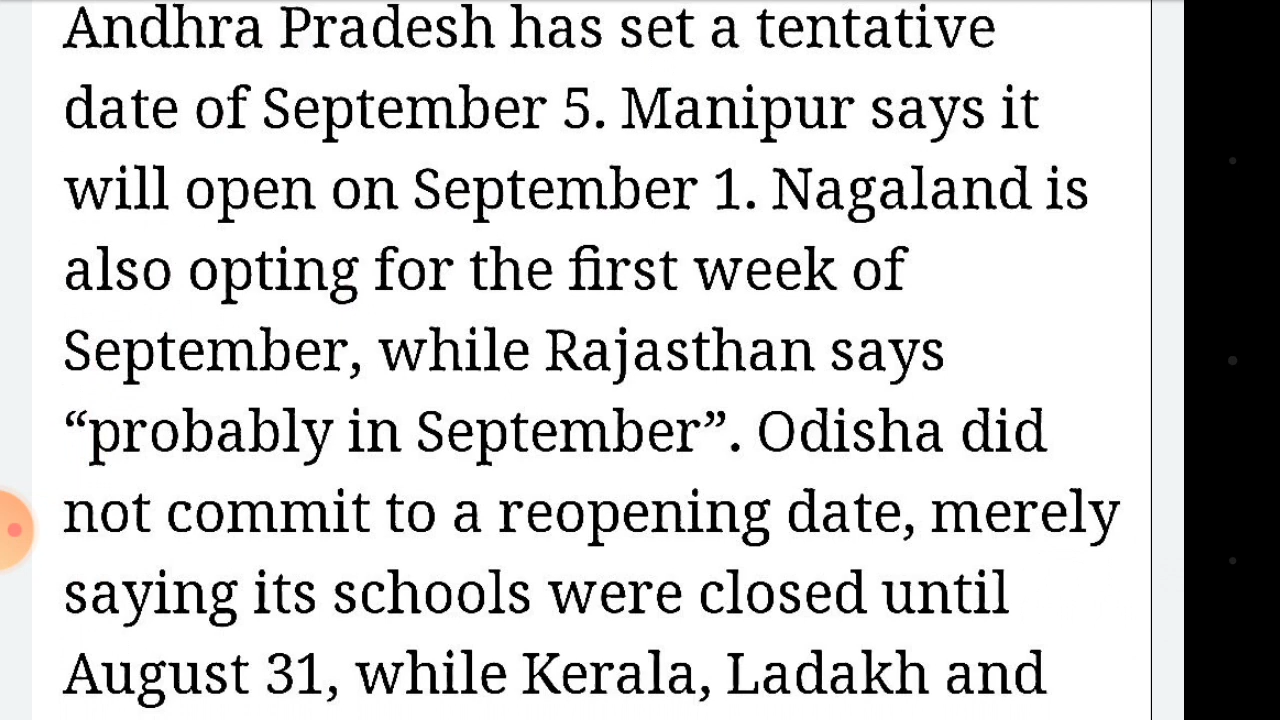 Andhra Pradesh has set a tentative
date of September 5. Manipur says it
will open on September 1. Nagaland is
also opting for the first week of
September, while Rajasthan says
“probably in September”. Odisha did
not commit to a reopening date, merely
saying its schools were closed until
August 31, while Kerala, Ladakh and